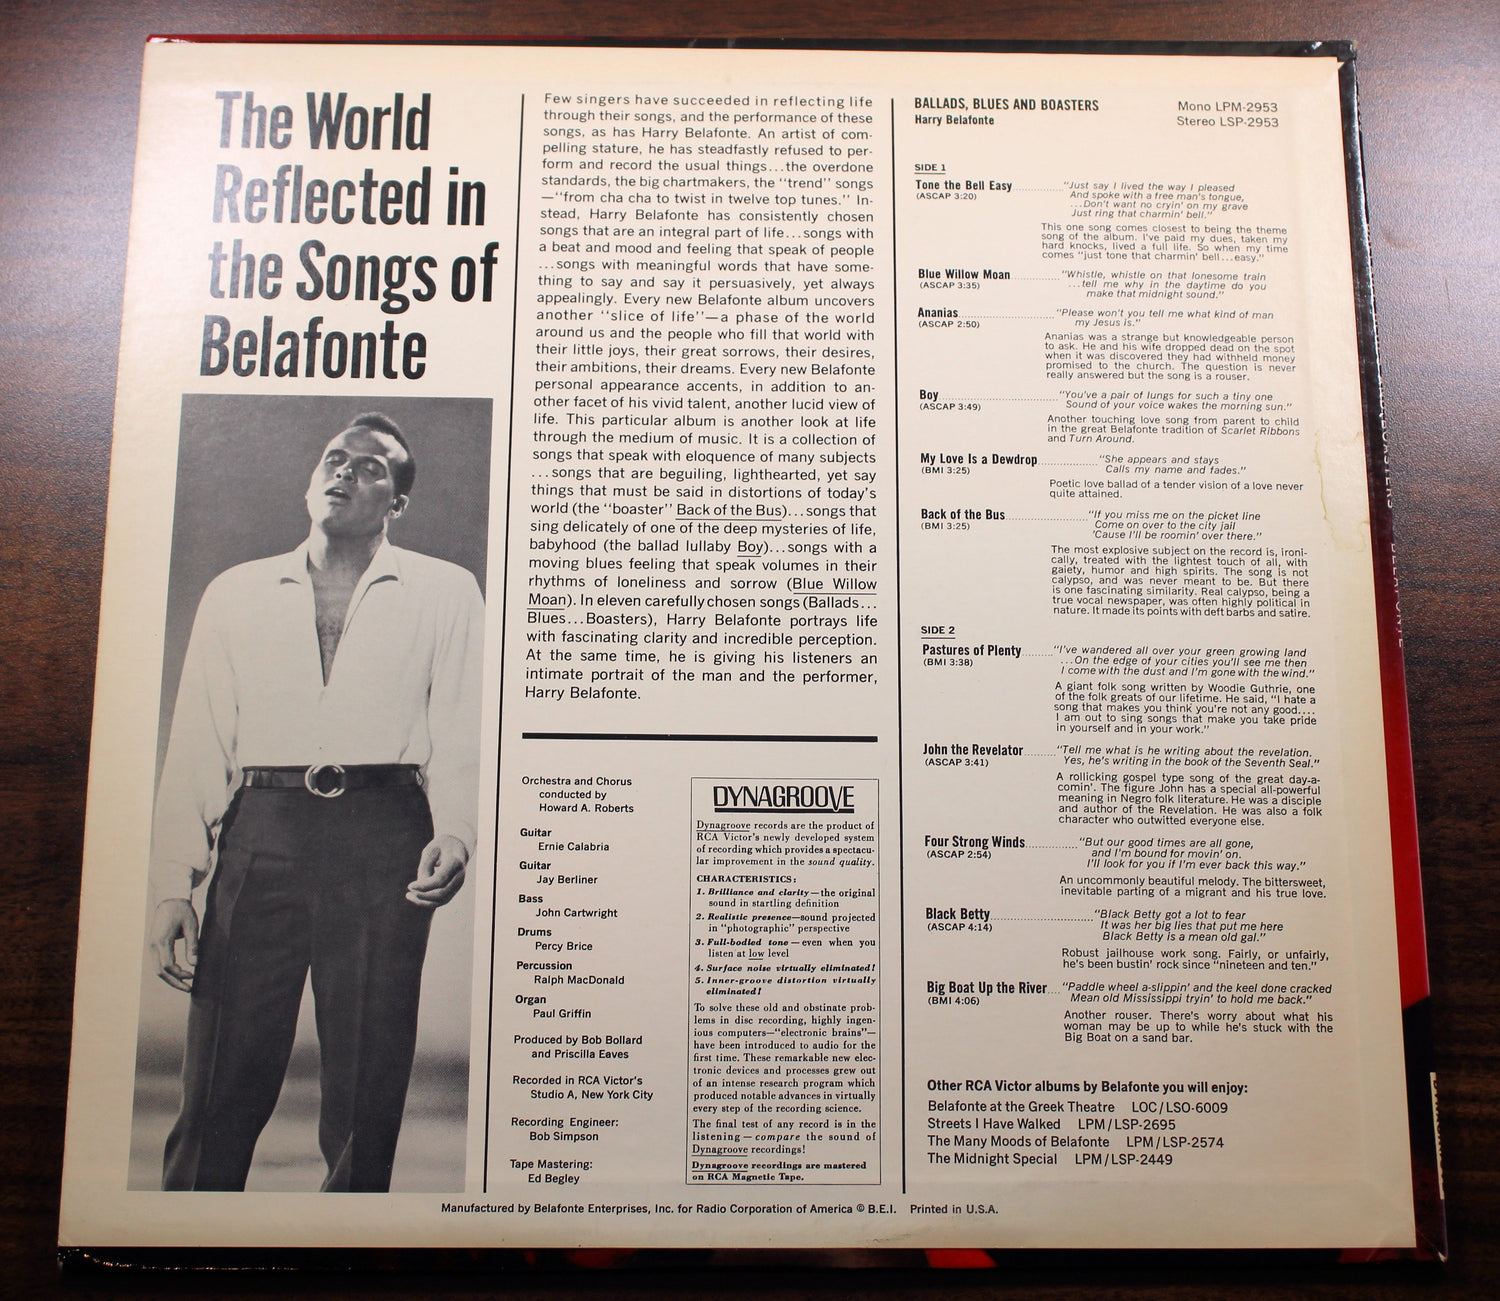 The World
Reflected in
the Songs of
Belafonte
Few singers have succeeded in reflecting life
through their songs, and the performance of these
songs, as has Harry Belafonte. An artist of com-
pelling stature, he has steadfastly refused to per-
form and record the usual things...the overdone
standards, the big chartmakers, the "trend" songs
—"from cha cha to twist in twelve top tunes." In-
stead, Harry Belafonte has consistently chosen
songs that are an integral part of life...songs with
a beat and mood and feeling that speak of people
...songs with meaningful words that have some-
thing to say and say it persuasively, yet always
appealingly. Every new Belafonte album uncovers
another "slice of life"—a phase of the world
around us and the people who fill that world with
their little joys, their great sorrows, their desires,
their ambitions, their dreams. Every new Belafonte
personal appearance accents, in addition to an-
other facet of his vivid talent, another lucid view of
life. This particular album is another look at life
through the medium of music. It is a collection of
songs that speak with eloquence of many subjects
...songs that are beguiling, lighthearted, yet say
things that must be said in distortions of today's
world (the "boaster" Back of the Bus)...songs that
sing delicately of one of the deep mysteries of life,
babyhood (the ballad lullaby Boy)...songs with a
moving blues feeling that speak volumes in their
rhythms of loneliness and sorrow (Blue Willow
Moan). In eleven carefully chosen songs (Ballads...
Blues...Boasters), Harry Belafonte portrays life
with fascinating clarity and incredible perception.
At the same time, he is giving his listeners an
intimate portrait of the man and the performer,
Harry Belafonte.
Orchestra and Chorus
conducted by
Howard A. Roberts
Guitar
Ernie Calabria
Guitar
Jay Berliner
Bass
John Cartwright
Drums
Percy Brice
Percussion
Ralph MacDonald
Organ
Paul Griffin
Produced by Bob Bollard
and Priscilla Eaves
Recorded in RCA Victor's
Studio A, New York City
Recording Engineer:
Bob Simpson
Tape Mastering:
Ed Begley
DYNAGROOVE
Dynagroove records are the product of
RCA Victor's newly developed system
of recording which provides a spectacu-
lar improvement in the sound quality.
CHARACTERISTICS:
1. Brilliance and clarity—the original
sound in startling definition
2. Realistic presence—sound projected
in "photographic" perspective
3. Full-bodied tone—even when you
listen at low level
4. Surface noise virtually eliminated!
5. Inner-groove distortion virtually
eliminated!
To solve these old and obstinate prob-
lems in disc recording, highly ingen-
ious computers—"electronic brains"—
have been introduced to audio for the
first time. These remarkable new elec-
tronic devices and processes grew out
of an intense research program which
produced notable advances in virtually
every step of the recording science.
The final test of any record is in the
listening—compare the sound of
Dynagroove recordings!
Dynagroove recordings are mastered
on RCA Magnetic Tape.
BALLADS, BLUES AND BOASTERS Mono LPM-2953
Harry Belafonte Stereo LSP-2953
SIDE 1
Tone the Bell Easy.............."Just say I lived the way I pleased
(ASCAP 3:20) And spoke with a free man's tongue,
...Don't want no cryin' on my grave
Just ring that charmin' bell."
This one song comes closest to being the theme
song of the album. I've paid my dues, taken my
hard knocks, lived a full life. So when my time
comes "just tone that charmin' bell...easy."
Blue Willow Moan.............."Whistle, whistle on that lonesome train
(ASCAP 3:35) ...tell me why in the daytime do you
make that midnight sound."
Ananias.........................."Please won't you tell me what kind of man
(ASCAP 2:50) my Jesus is."
Ananias was a strange but knowledgeable person
to ask. He and his wife dropped dead on the spot
when it was discovered they had withheld money
promised to the church. The question is never
really answered but the song is a rouser.
Boy.............................."You've a pair of lungs for such a tiny one
(ASCAP 3:49) Sound of your voice wakes the morning sun."
Another touching love song from parent to child
in the great Belafonte tradition of Scarlet Ribbons
and Turn Around.
My Love Is a Dewdrop.............."She appears and stays
(BMI 3:25) Calls my name and fades."
Poetic love ballad of a tender vision of a love never
quite attained.
Back of the Bus...................."If you miss me on the picket line
(BMI 3:25) Come on over to the city jail
'Cause I'll be roomin' over there."
The most explosive subject on the record is, ironi-
cally, treated with the lightest touch of all, with
gaiety, humor and high spirits. The song is not
calypso, and was never meant to be. But there
is one fascinating similarity. Real calypso, being a
true vocal newspaper, was often highly political in
nature. It made its points with deft barbs and satire.
SIDE 2
Pastures of Plenty........"I've wandered all over your green growing land
(BMI 3:38) ...On the edge of your cities you'll see me then
I come with the dust and I'm gone with the wind."
A giant folk song written by Woodie Guthrie, one
of the folk greats of our lifetime. He said, "I hate a
song that makes you think you're not any good....
I am out to sing songs that make you take pride
in yourself and in your work."
John the Revelator........"Tell me what is he writing about the revelation.
(ASCAP 3:41) Yes, he's writing in the book of the Seventh Seal."
A rollicking gospel type song of the great day-a-
comin'. The figure John has a special all-powerful
meaning in Negro folk literature. He was a disciple
and author of the Revelation. He was also a folk
character who outwitted everyone else.
Four Strong Winds............."But our good times are all gone,
(ASCAP 2:54) and I'm bound for movin' on.
I'll look for you if I'm ever back this way."
An uncommonly beautiful melody. The bittersweet,
inevitable parting of a migrant and his true love.
Black Betty........................."Black Betty got a lot to fear
(ASCAP 4:14) It was her big lies that put me here
Black Betty is a mean old gal."
Robust jailhouse work song. Fairly, or unfairly,
he's been bustin' rock since "nineteen and ten."
Big Boat Up the River...."Paddle wheel a-slippin' and the keel done cracked
(BMI 4:06) Mean old Mississippi tryin' to hold me back."
Another rouser. There's worry about what his
woman may be up to while he's stuck with the
Big Boat on a sand bar.
Other RCA Victor albums by Belafonte you will enjoy:
Belafonte at the Greek Theatre LOC/LSO-6009
Streets I Have Walked LPM/LSP-2695
The Many Moods of Belafonte LPM/LSP-2574
The Midnight Special LPM/LSP-2449
Manufactured by Belafonte Enterprises, Inc. for Radio Corporation of America © B.E.I. Printed in U.S.A.